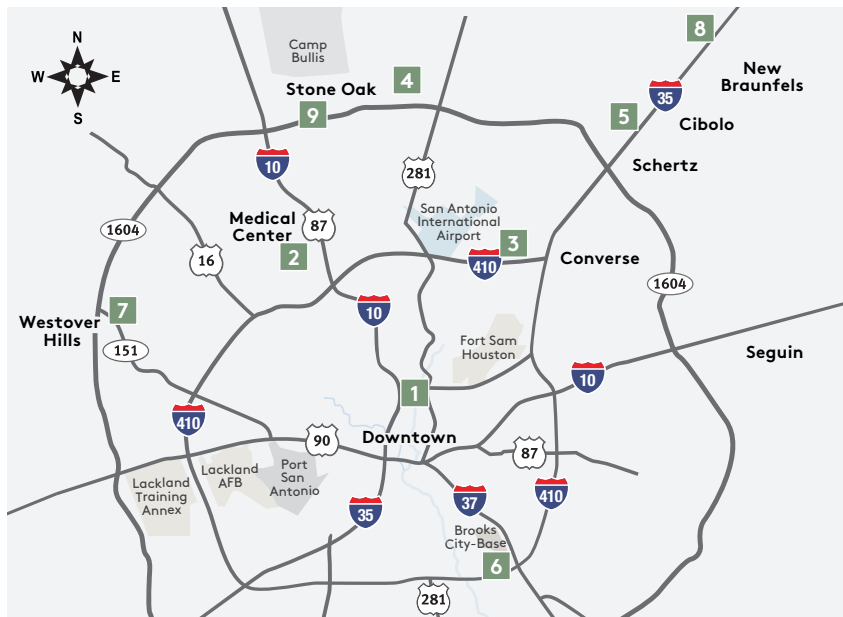 8
Camp
Bullis
N
W
E
S
4
Stone Oak
New
Braunfels
35
9
5
Cibolo
10
281
Schertz
San Antonio
International
Airport
Medical
Center
87
1604
3
2
16
410
Converse
1604
7
10
Westover
Hills
151
Fort Sam
Houston
Seguin
10
1
410
90
Downtown
87
Lackland
AFB
Port
San
Antonio
Lackland
Training
Annex
37
410
35
Brooks
City-Base
6
281